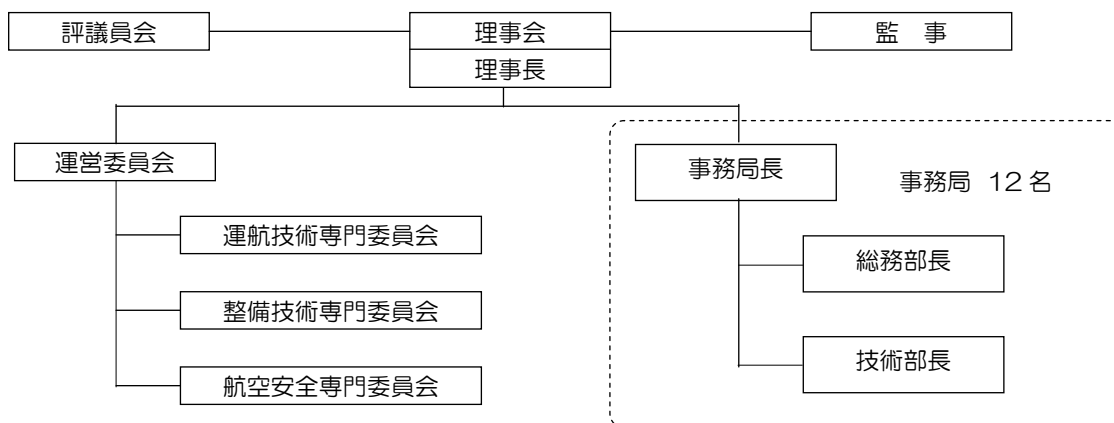 評議員会
理事会
監　事
理事長
運営委員会
事務局長
事務局 12名
運航技術専門委員会
総務部長
整備技術専門委員会
技術部長
航空安全専門委員会